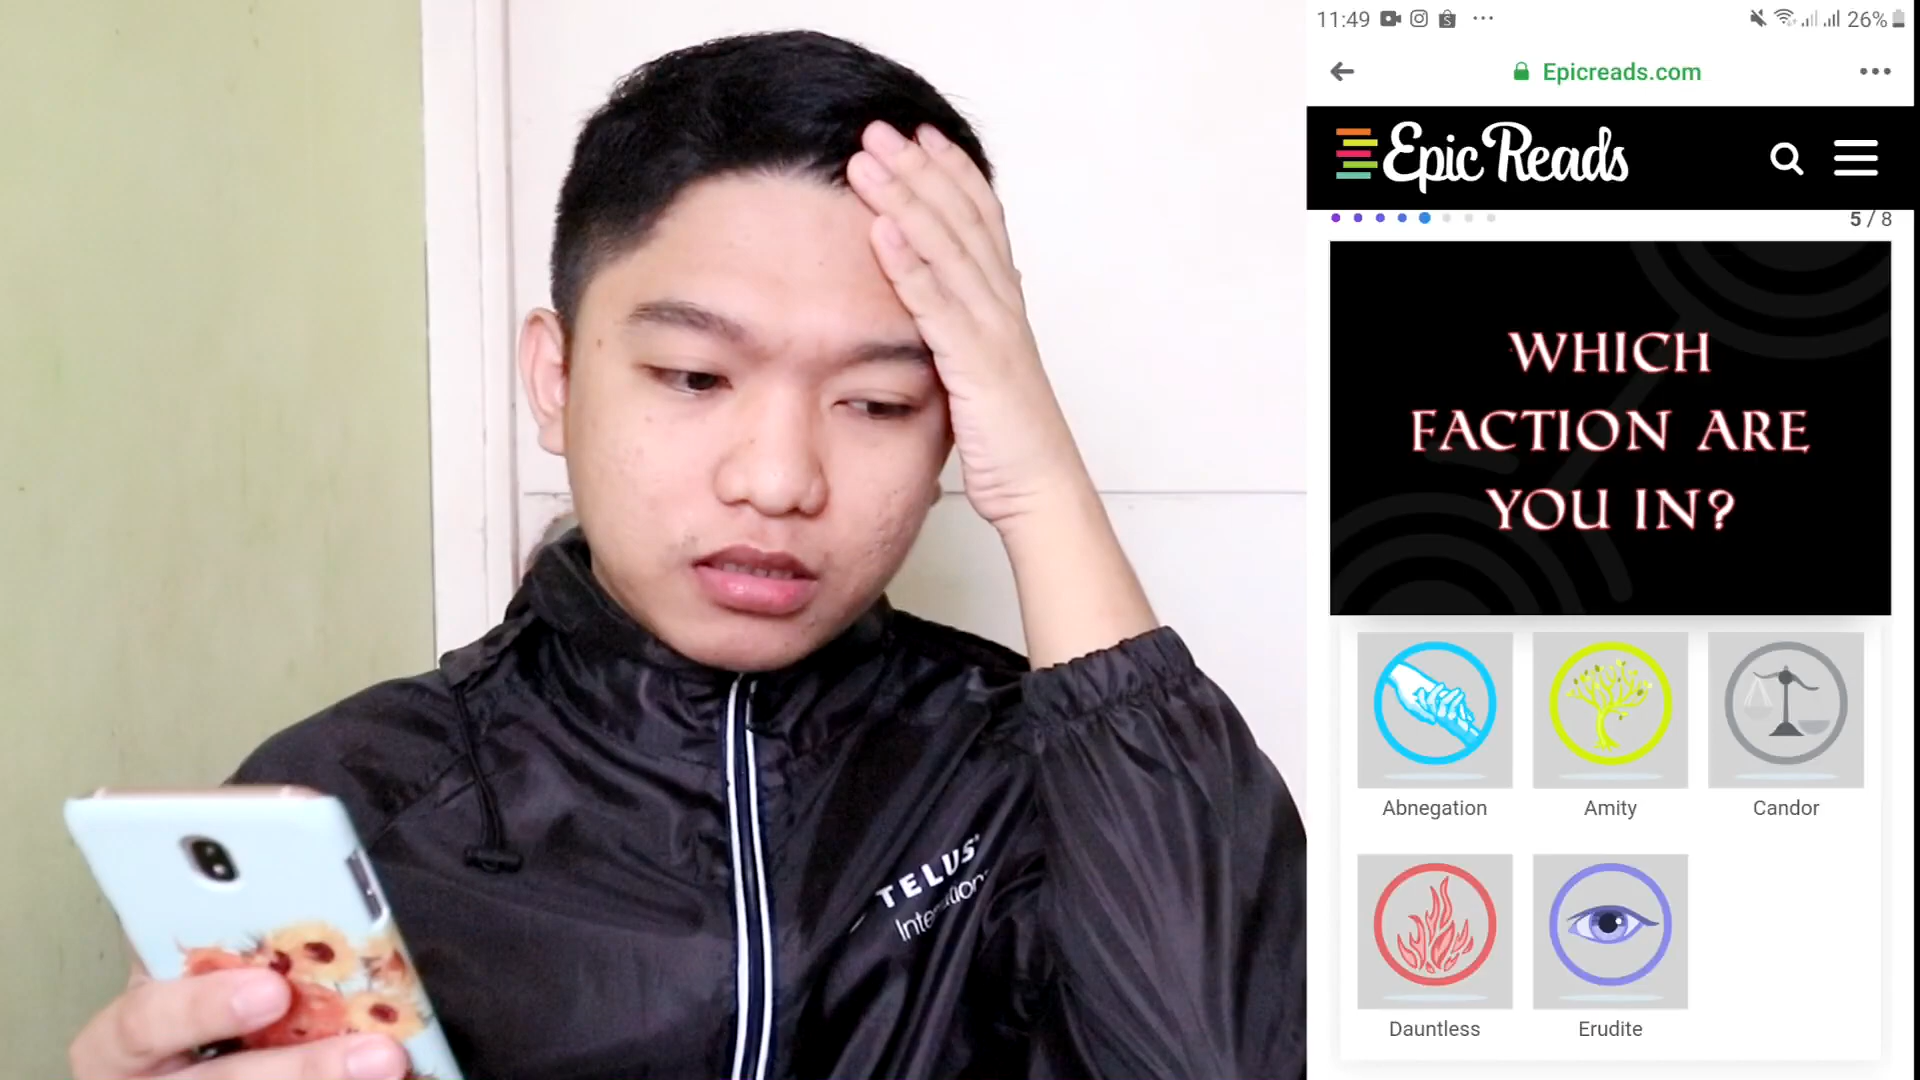 11:49
26%
Epicreads.com
Epic Reads
5 / 8
WHICH
FACTION ARE
YOU IN?
Abnegation
Amity
Candor
Dauntless
Erudite
TELUS
International